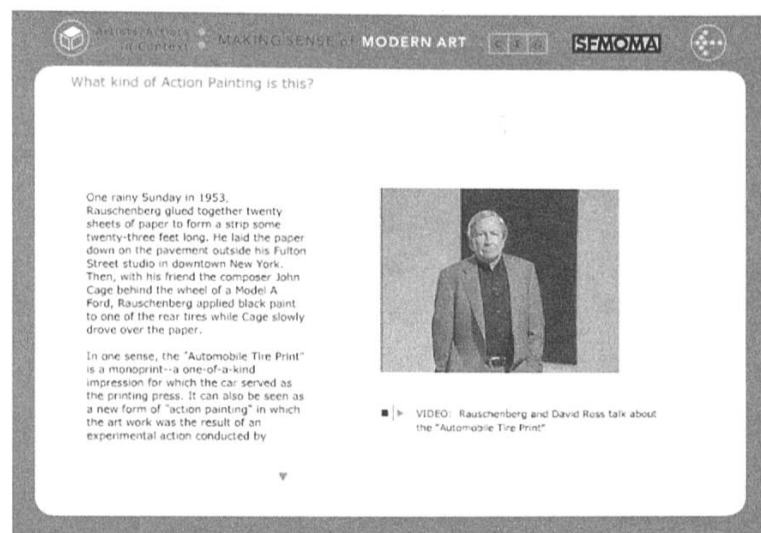 Artists/Actions
in Context
MAKING SENSE of MODERN ART
SFMOMA
What kind of Action Painting is this?
One rainy Sunday in 1953,
Rauschenberg glued together twenty
sheets of paper to form a strip some
twenty-three feet long. He laid the paper
down on the pavement outside his Fulton
Street studio in downtown New York.
Then, with his friend the composer John
Cage behind the wheel of a Model A
Ford, Rauschenberg applied black paint
to one of the rear tires while Cage slowly
drove over the paper.
In one sense, the "Automobile Tire Print"
is a monoprint--a one-of-a-kind
impression for which the car served as
the printing press. It can also be seen as
a new form of "action painting" in which
the art work was the result of an
experimental action conducted by
VIDEO: Rauschenberg and David Ross talk about
the "Automobile Tire Print"